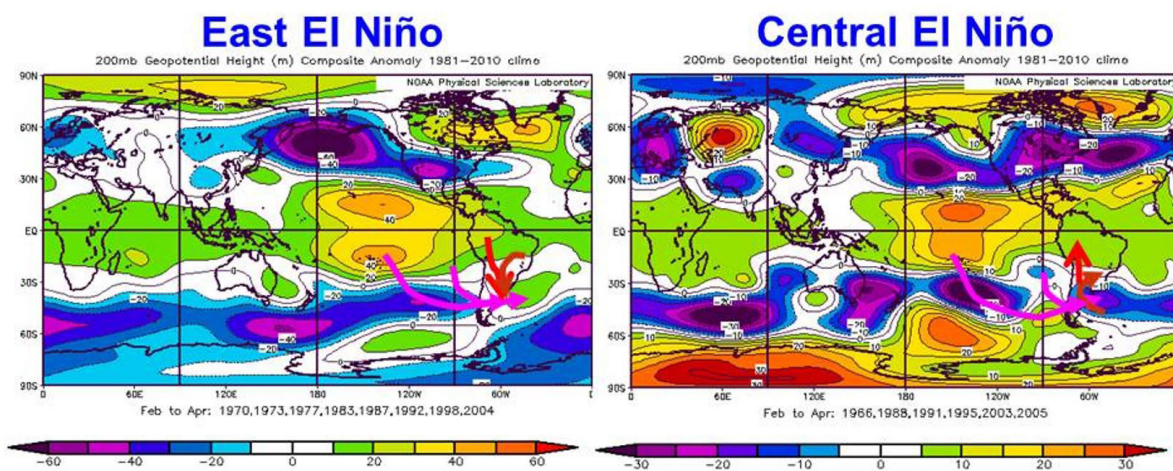 East El Niño
200mb Geopotential Height (m) Composite Anomaly 1981-2010 climo
NOAA Physical Sciences Laboratory
90N
60N
30N
EQ
30S
60S
90S
0 60E 120E 180 120W 60W 0
Feb to Apr: 1970,1973,1977,1983,1987,1992,1998,2004
-60 -40 -20 0 20 40 60
Central El Niño
200mb Geopotential Height (m) Composite Anomaly 1981-2010 climo
NOAA Physical Sciences Laborator
90N
60N
30N
EQ
30S
60S
90S
0 60E 120E 180 120W 60W
Feb to Apr: 1966,1988,1991,1995,2003,2005
-30 -20 -10 0 10 20 30